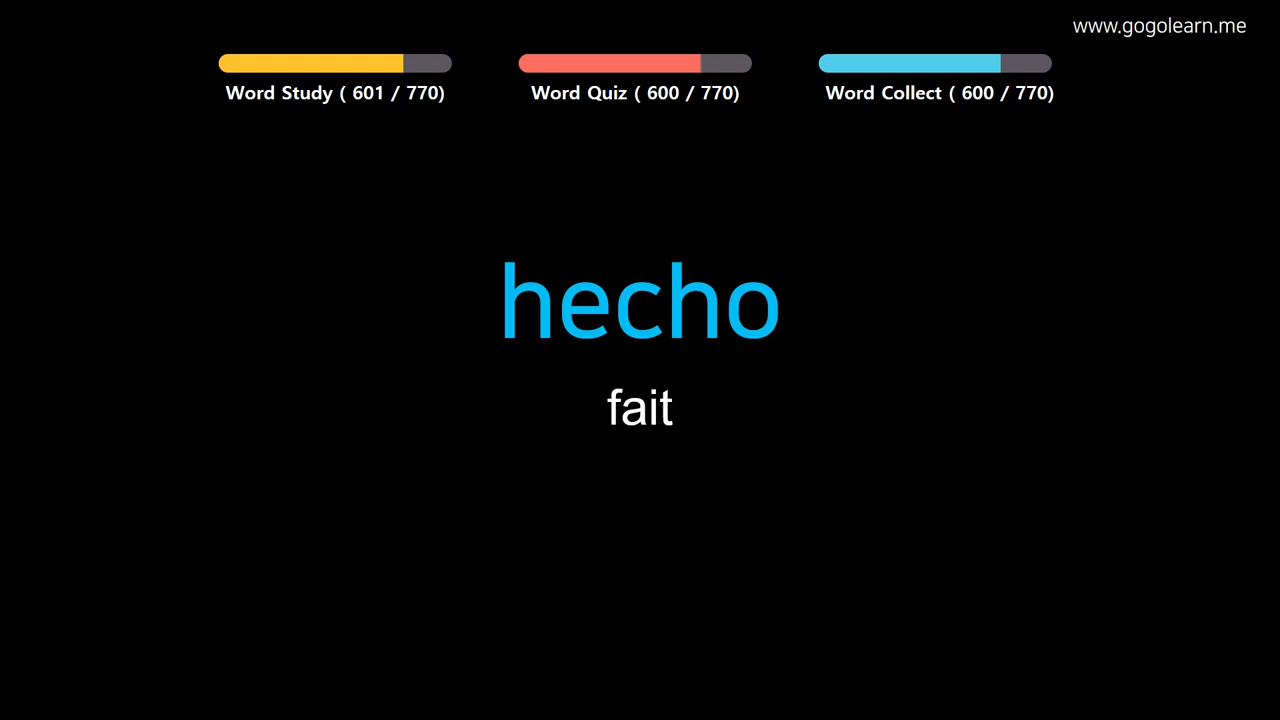 www.gogolearn.me
Word Study ( 601 / 770)
Word Quiz ( 600 / 770)
Word Collect ( 600 / 770)
hecho
fait